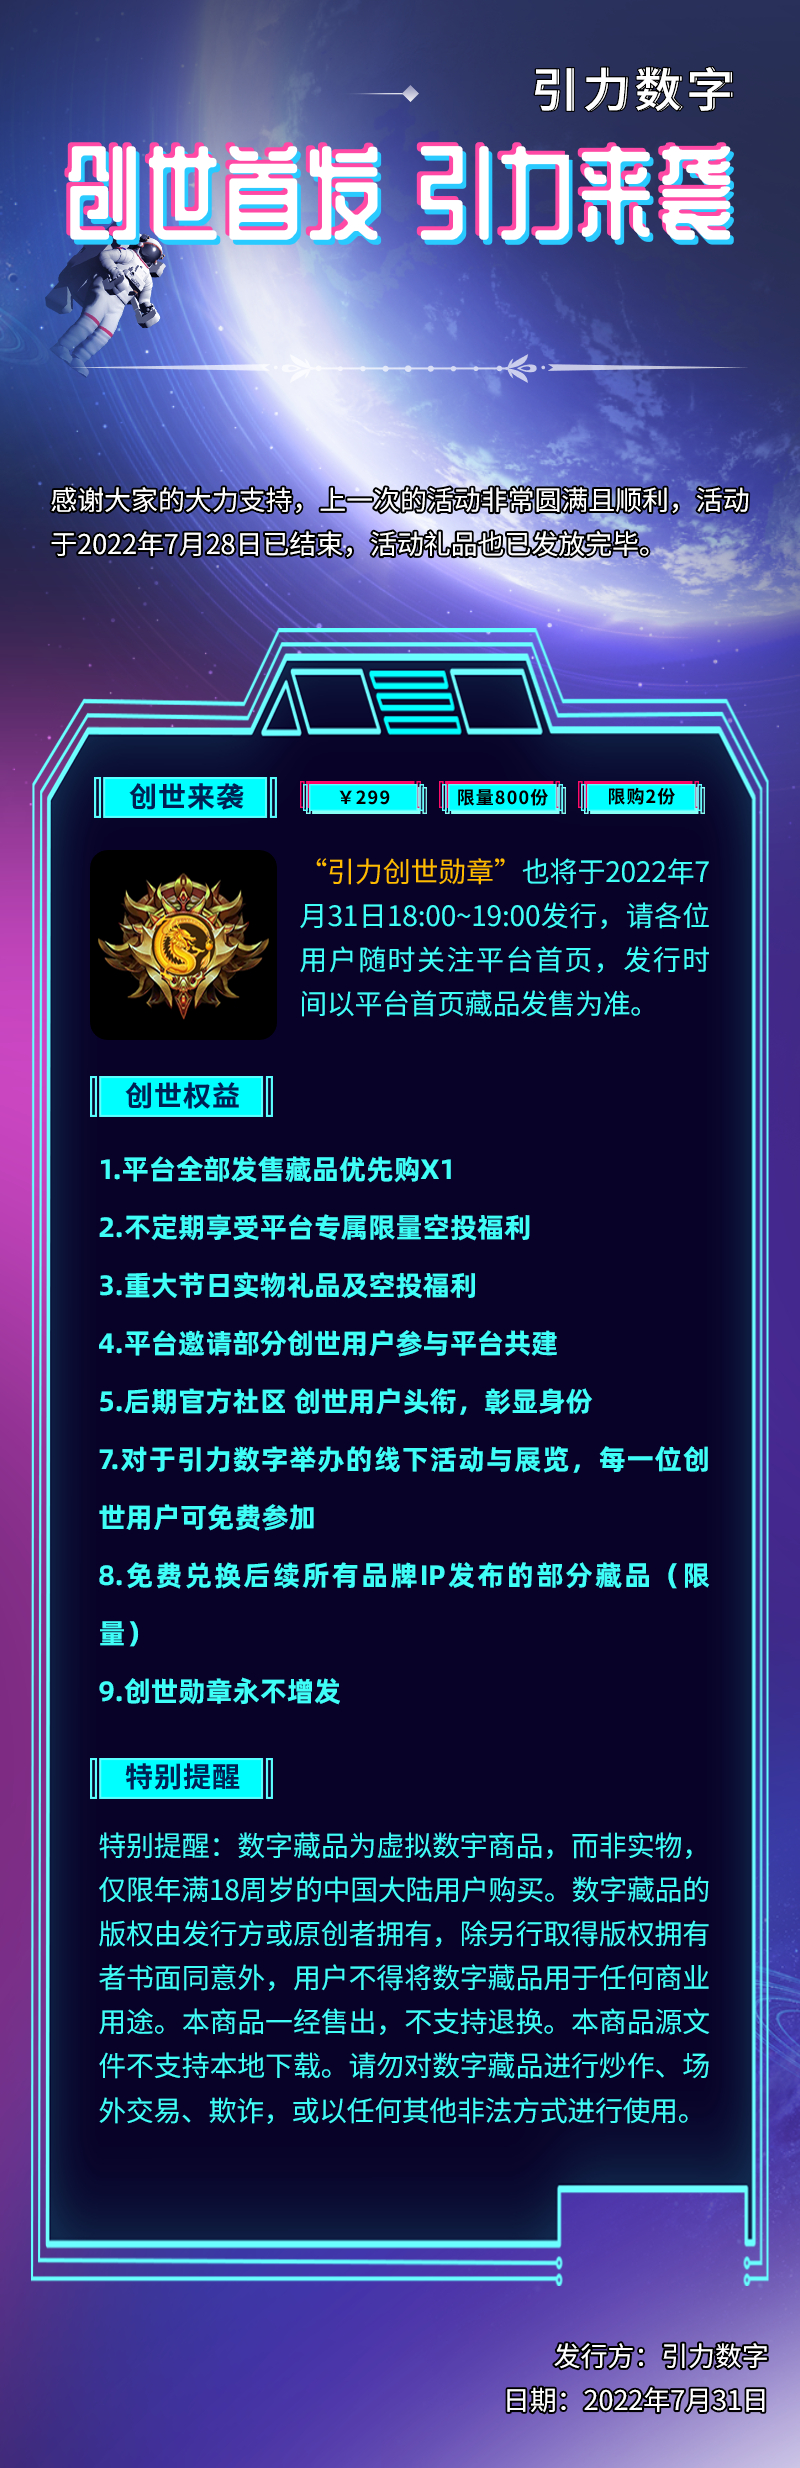 引力数字
创世首发 引力来袭
感谢大家的大力支持，上一次的活动非常圆满且顺利，活动
于2022年7月28日已结束，活动礼品也已发放完毕。
创世来袭
￥299
限量800份
限购2份
“引力创世勋章”也将于2022年7
月31日18:00~19:00发行，请各位
用户随时关注平台首页，发行时
间以平台首页藏品发售为准。
创世权益
1.平台全部发售藏品优先购X1
2.不定期享受平台专属限量空投福利
3.重大节日实物礼品及空投福利
4.平台邀请部分创世用户参与平台共建
5.后期官方社区 创世用户头衔，彰显身份
7.对于引力数字举办的线下活动与展览，每一位创
世用户可免费参加
8.免费兑换后续所有品牌IP发布的部分藏品（限
量）
9.创世勋章永不增发
特别提醒
特别提醒：数字藏品为虚拟数宇商品，而非实物，
仅限年满18周岁的中国大陆用户购买。数字藏品的
版权由发行方或原创者拥有，除另行取得版权拥有
者书面同意外，用户不得将数字藏品用于任何商业
用途。本商品一经售出，不支持退换。本商品源文
件不支持本地下载。请勿对数字藏品进行炒作、场
外交易、欺诈，或以任何其他非法方式进行使用。
发行方：引力数字
日期：2022年7月31日